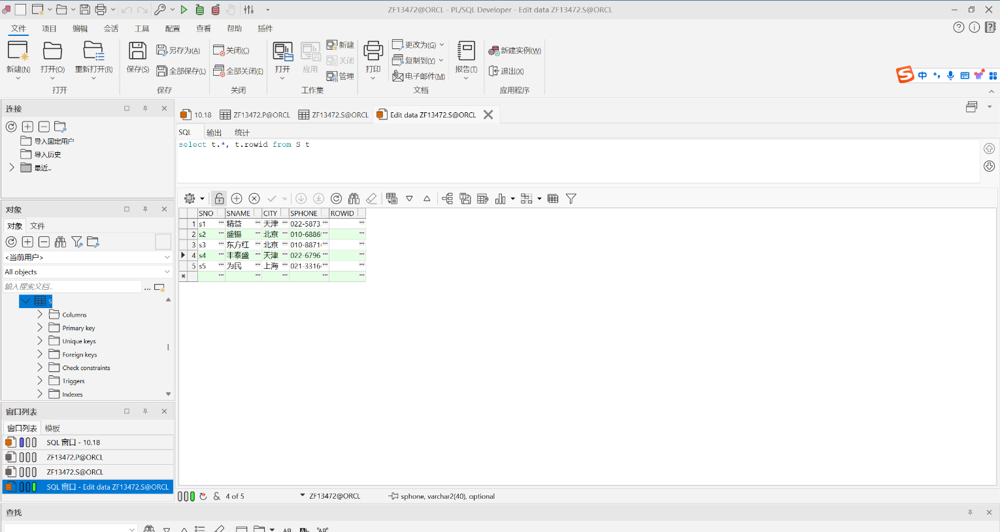 ZF13472@ORCL - PL/SQL Developer - Edit data ZF13472.S@ORCL
文件 项目 编辑 会话 工具 配置 查看 帮助 插件
新建(N) 打开(O) 重新打开(R)
打开
保存(S) 另存为(A) 全部保存(L)
保存
关闭(C) 全部关闭(E)
关闭
打开 应用 新建 关闭 管理
工作集
打印 更改为(G) 复制到(Y) 电子邮件(M) 报告(T)
文档
新建实例(W) 退出(X)
应用程序
中
连接
导入固定用户
导入历史
最近..
对象
对象 文件
<当前用户>
All objects
输入搜索文档... ...
S
Columns
Primary key
Unique keys
Foreign keys
Check constraints
Triggers
Indexes
窗口列表
窗口列表 模板
SQL 窗口 - 10.18
ZF13472.P@ORCL
ZF13472.S@ORCL
SQL 窗口 - Edit data ZF13472.S@ORCL
10.18 ZF13472.P@ORCL ZF13472.S@ORCL Edit data ZF13472.S@ORCL
SQL 输出 统计
select t.*, t.rowid from S t
SNO SNAME CITY SPHONE ROWID
1 s1 ··· 精益 ··· 天津 ··· 022-5873 ··· ···
2 s2 ··· 盛锡 ··· 北京 ··· 010-6886 ··· ···
3 s3 ··· 东方红 ··· 北京 ··· 010-8871 ··· ···
4 s4 ··· 丰泰盛 ··· 天津 ··· 022-6796 ··· ···
5 s5 ··· 为民 ··· 上海 ··· 021-3316 ··· ···
* ··· ··· ··· ··· ···
& 4 of 5 ZF13472@ORCL sphone, varchar2(40), optional
查找
AB Ab "AB"